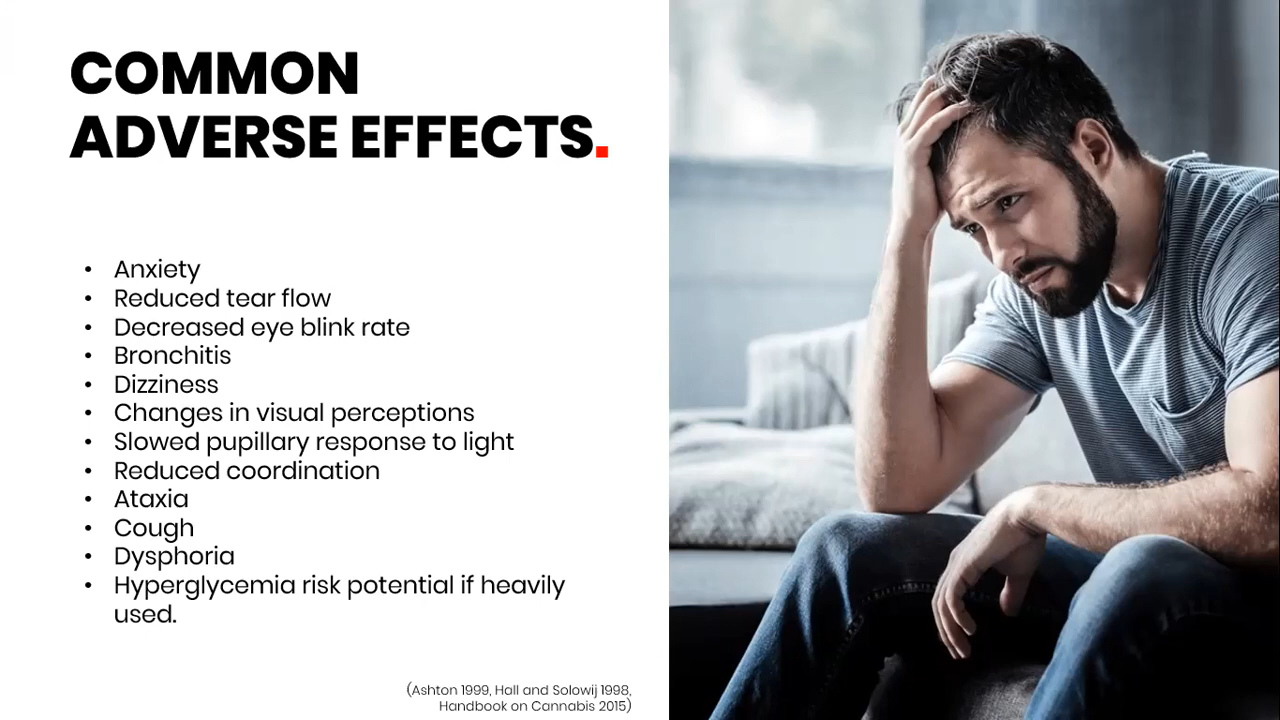 COMMON
ADVERSE EFFECTS.
• Anxiety
• Reduced tear flow
• Decreased eye blink rate
• Bronchitis
• Dizziness
• Changes in visual perceptions
• Slowed pupillary response to light
• Reduced coordination
• Ataxia
• Cough
• Dysphoria
• Hyperglycemia risk potential if heavily
used.
(Ashton 1999, Hall and Solowij 1998,
Handbook on Cannabis 2015)